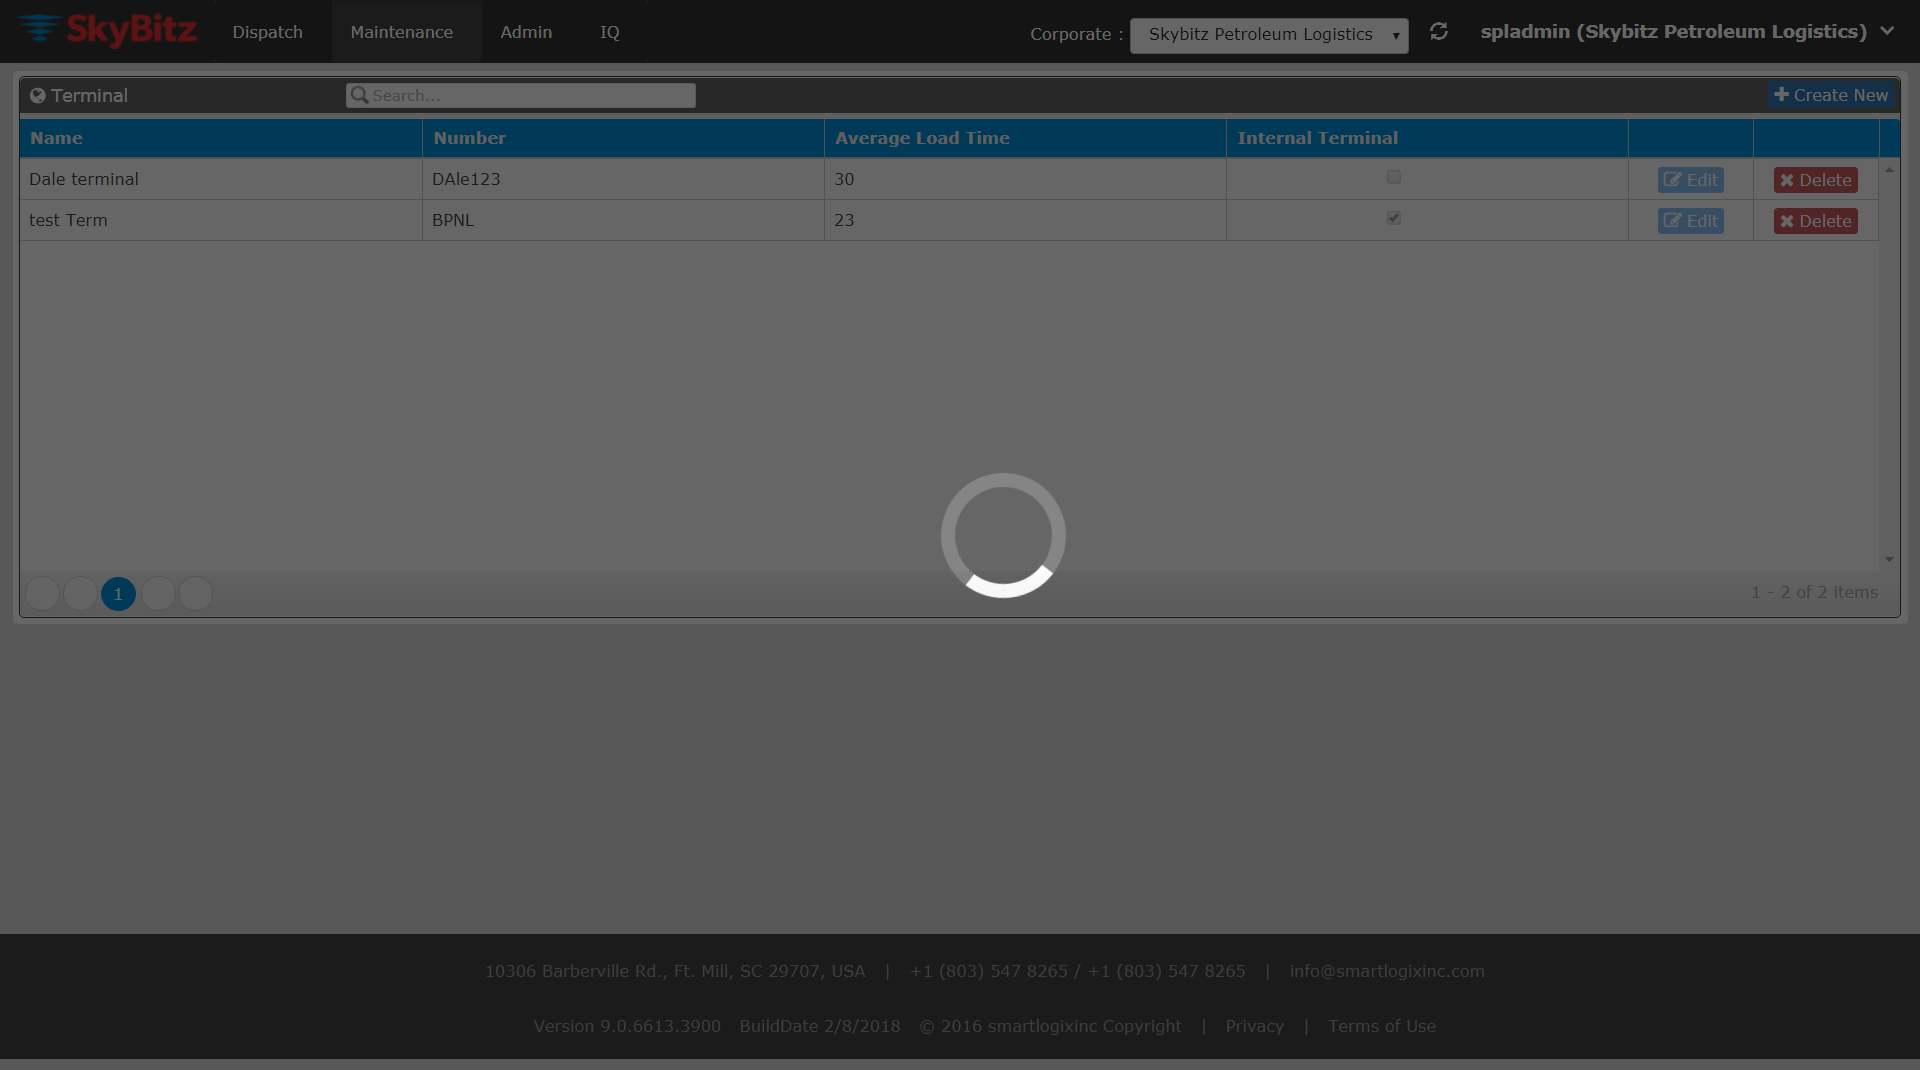 SkyBitz Dispatch Maintenance Admin IQ Corporate : Skybitz Petroleum Logistics spladmin (Skybitz Petroleum Logistics)
Terminal Search... Create New
Name Number Average Load Time Internal Terminal
Dale terminal DAle123 30 Edit Delete
test Term BPNL 23 Edit Delete
1 1 - 2 of 2 items
10306 Barberville Rd., Ft. Mill, SC 29707, USA | +1 (803) 547 8265 / +1 (803) 547 8265 | info@smartlogixinc.com
Version 9.0.6613.3900 BuildDate 2/8/2018 © 2016 smartlogixinc Copyright | Privacy | Terms of Use